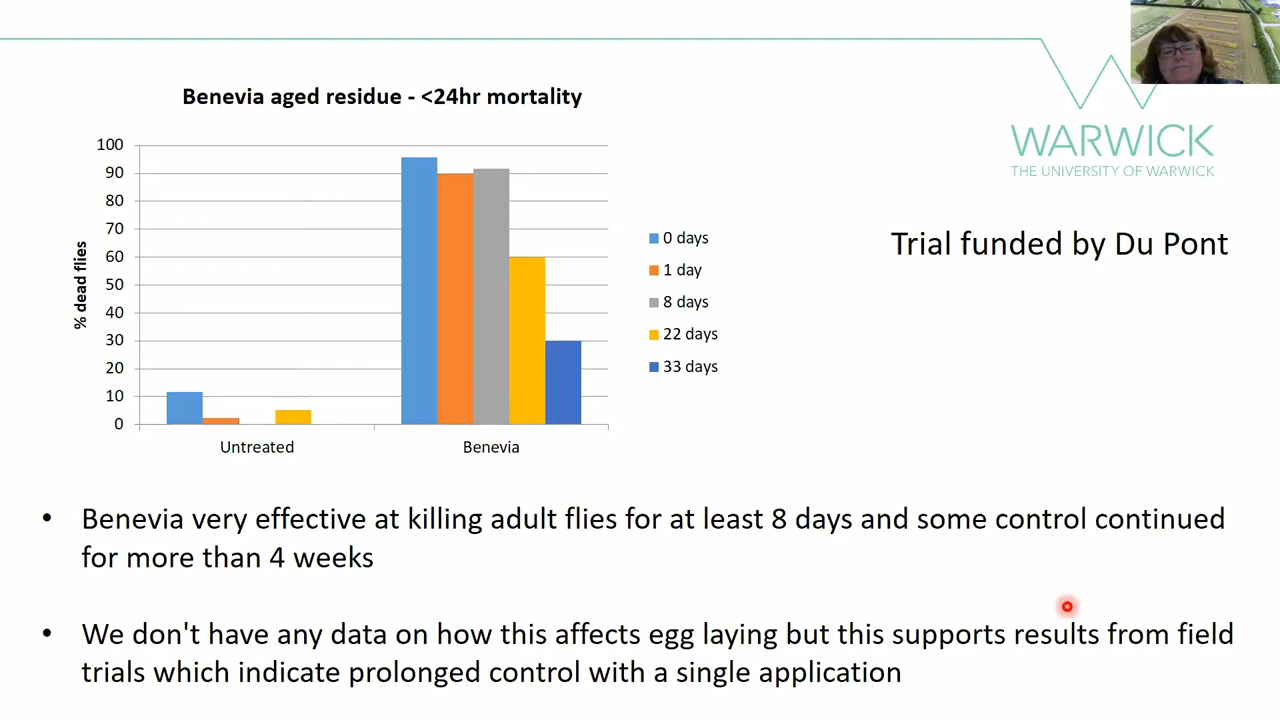 Benevia aged residue - <24hr mortality
100
90
80
70
60
50
40
30
20
10
0
% dead flies
Untreated
Benevia
0 days
1 day
8 days
22 days
33 days
WARWICK
THE UNIVERSITY OF WARWICK
Trial funded by Du Pont
• Benevia very effective at killing adult flies for at least 8 days and some control continued
for more than 4 weeks
• We don't have any data on how this affects egg laying but this supports results from field
trials which indicate prolonged control with a single application